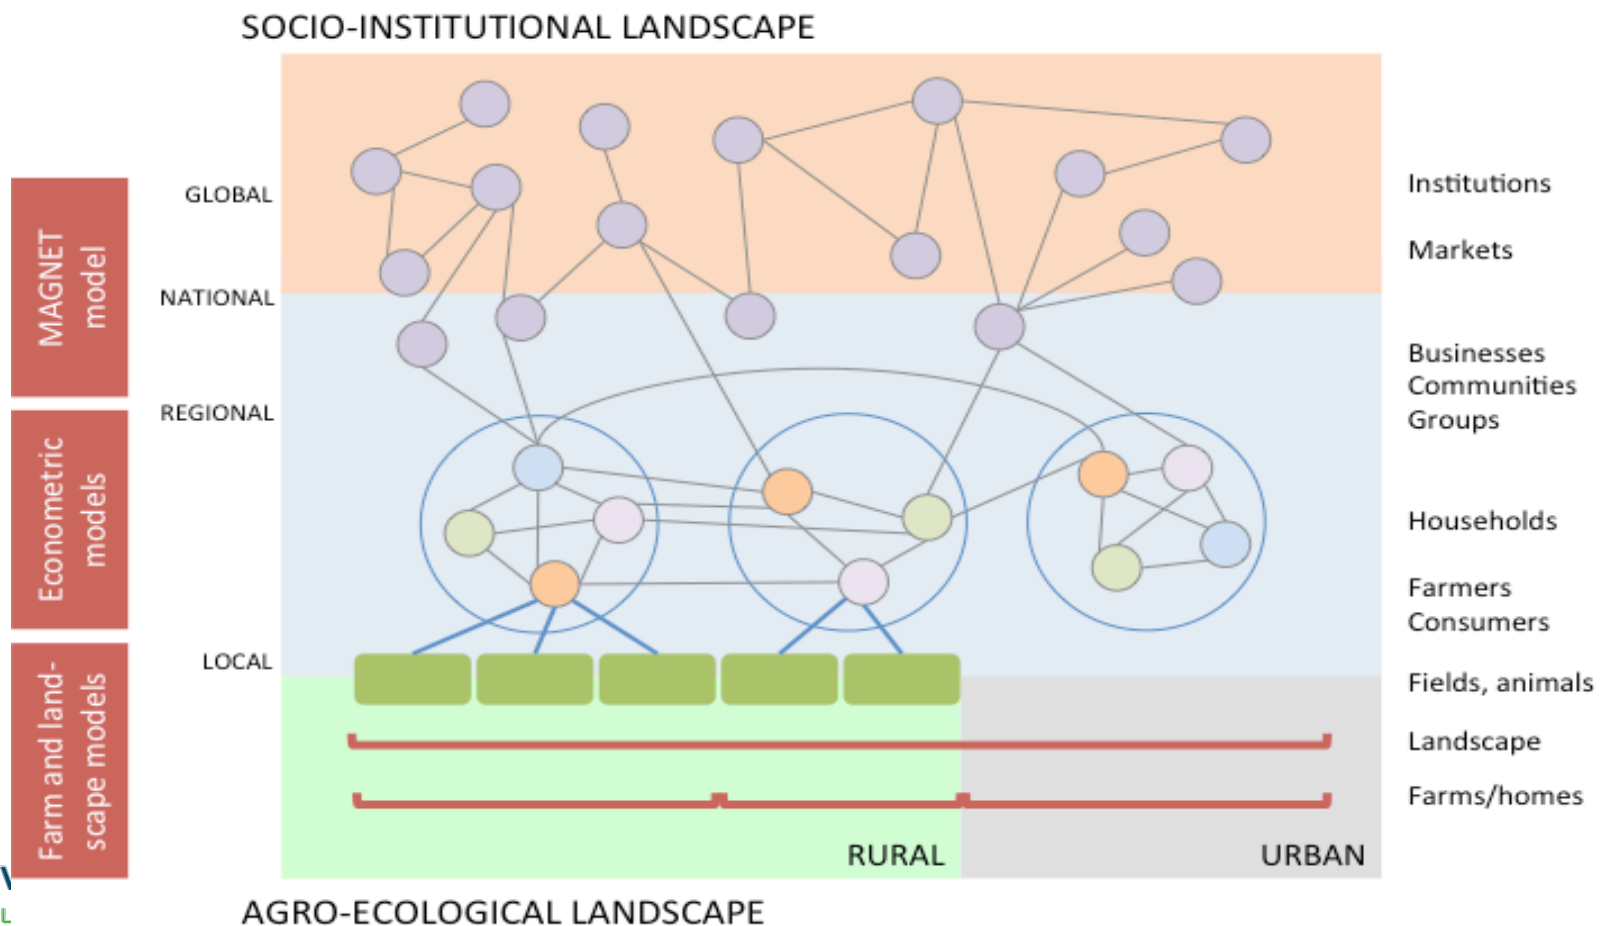 SOCIO-INSTITUTIONAL LANDSCAPE
MAGNET
model
Econometric
models
Farm and land-
scape models
GLOBAL
NATIONAL
REGIONAL
LOCAL
Institutions
Markets
Businesses
Communities
Groups
Households
Farmers
Consumers
Fields, animals
Landscape
Farms/homes
RURAL
URBAN
AGRO-ECOLOGICAL LANDSCAPE